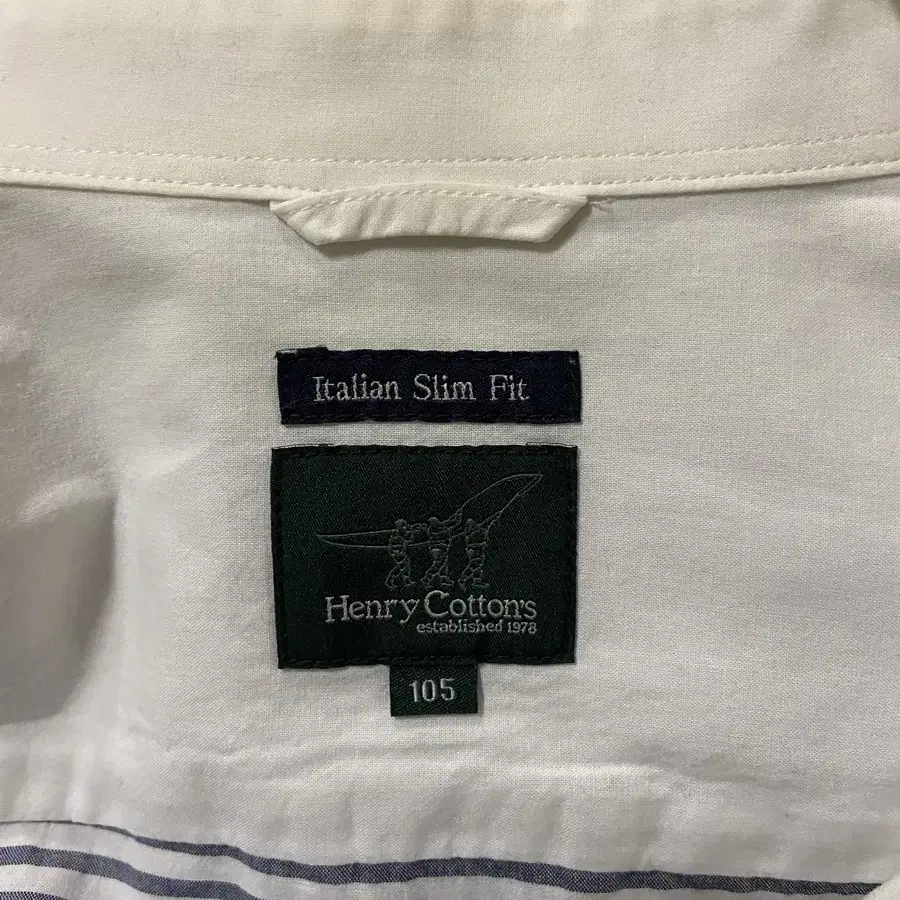 Italian Slim Fit
Henry Cotton's
established 1978
105